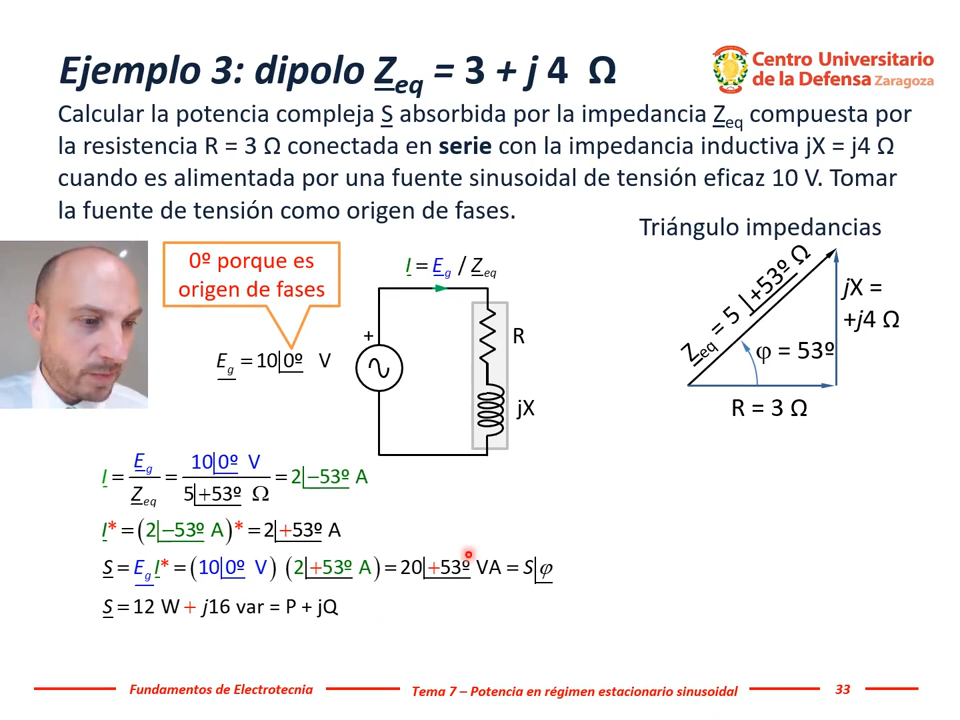 Ejemplo 3: dipolo Zeq = 3 + j 4 Ω
Centro Universitario
de la Defensa Zaragoza
Calcular la potencia compleja S absorbida por la impedancia Zeq compuesta por
la resistencia R = 3 Ω conectada en serie con la impedancia inductiva jX = j4 Ω
cuando es alimentada por una fuente sinusoidal de tensión eficaz 10 V. Tomar
la fuente de tensión como origen de fases.
Triángulo impedancias
0º porque es
origen de fases
I = Eg / Zeq
Zeq = 5 |+53º Ω
jX =
+j4 Ω
+
R
φ = 53º
Eg = 10|0º V
jX
R = 3 Ω
I = Eg / Zeq = 10|0º V / 5|+53º Ω = 2|−53º A
I* = (2|−53º A)* = 2|+53º A
S = EgI* = (10|0º V) (2|+53º A) = 20|+53º VA = S|φ
S = 12 W + j16 var = P + jQ
Fundamentos de Electrotecnia
Tema 7 – Potencia en régimen estacionario sinusoidal
33